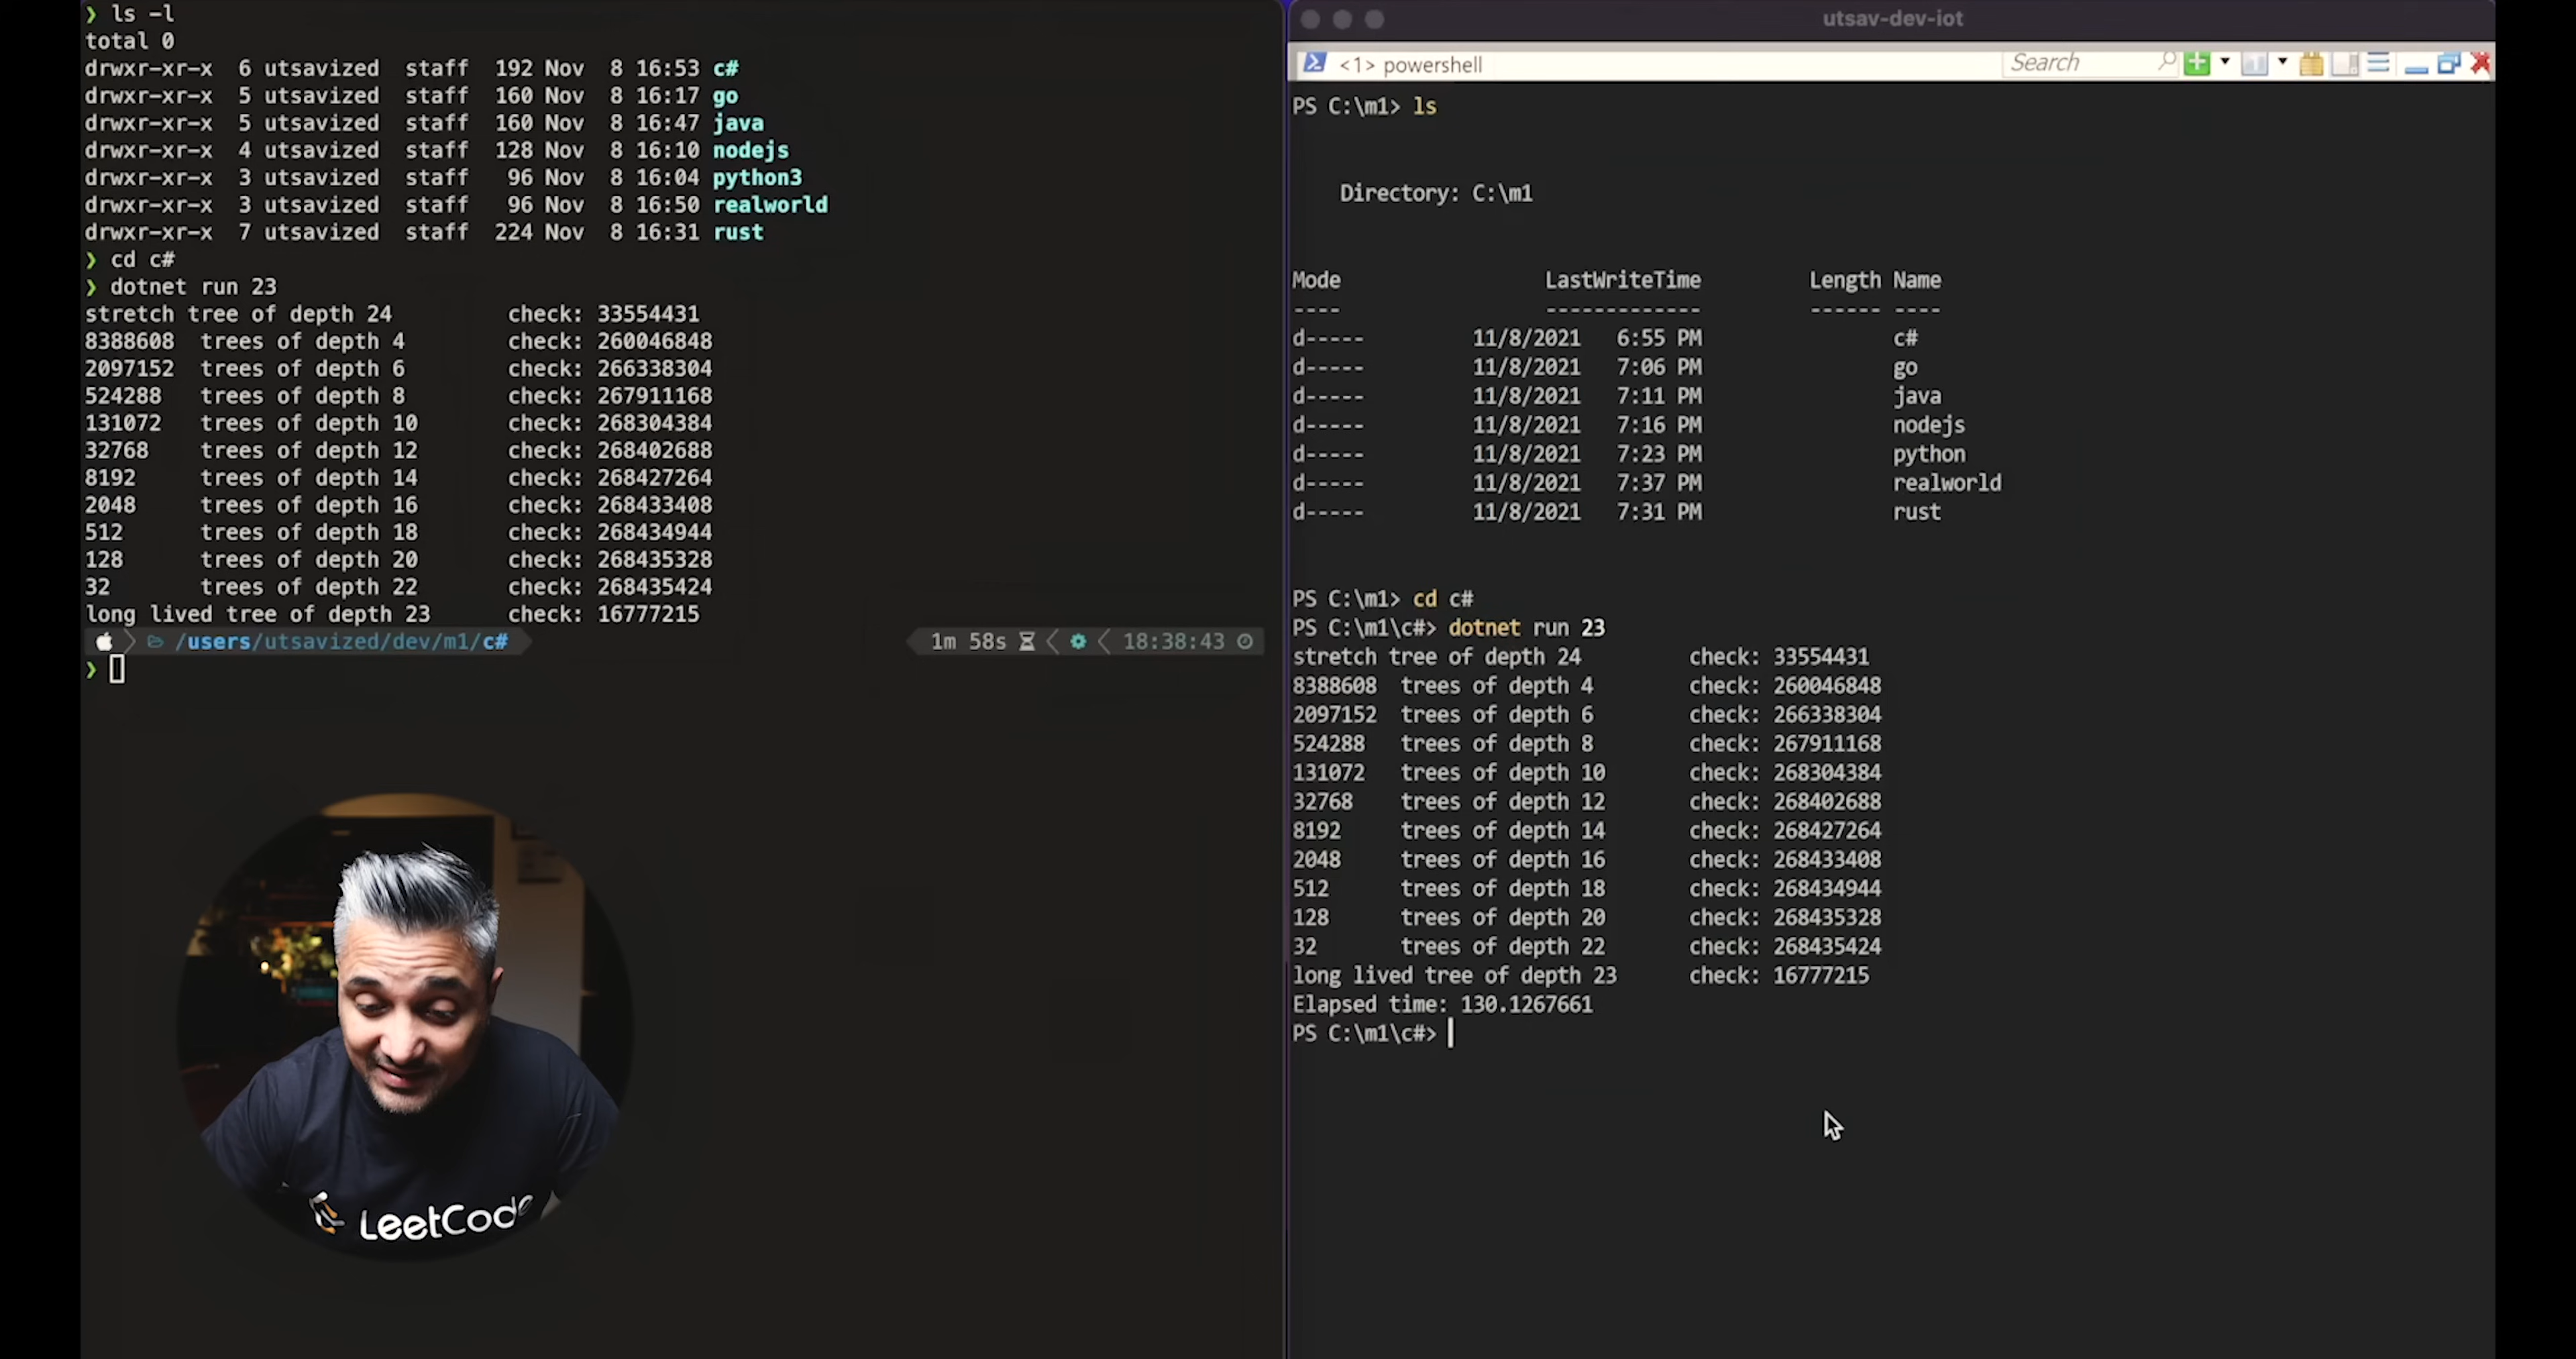 ❯ ls -l
total 0
drwxr-xr-x 6 utsavized staff 192 Nov 8 16:53 c#
drwxr-xr-x 5 utsavized staff 160 Nov 8 16:17 go
drwxr-xr-x 5 utsavized staff 160 Nov 8 16:47 java
drwxr-xr-x 4 utsavized staff 128 Nov 8 16:10 nodejs
drwxr-xr-x 3 utsavized staff 96 Nov 8 16:04 python3
drwxr-xr-x 3 utsavized staff 96 Nov 8 16:50 realworld
drwxr-xr-x 7 utsavized staff 224 Nov 8 16:31 rust
❯ cd c#
❯ dotnet run 23
stretch tree of depth 24 check: 33554431
8388608 trees of depth 4 check: 260046848
2097152 trees of depth 6 check: 266338304
524288 trees of depth 8 check: 267911168
131072 trees of depth 10 check: 268304384
32768 trees of depth 12 check: 268402688
8192 trees of depth 14 check: 268427264
2048 trees of depth 16 check: 268433408
512 trees of depth 18 check: 268434944
128 trees of depth 20 check: 268435328
32 trees of depth 22 check: 268435424
long lived tree of depth 23 check: 16777215
/users/utsavized/dev/m1/c# 1m 58s 18:38:43
❯
LeetCode
utsav-dev-iot
<1> powershell Search
PS C:\m1> ls
Directory: C:\m1
Mode LastWriteTime Length Name
---- ------------- ------ ----
d----- 11/8/2021 6:55 PM c#
d----- 11/8/2021 7:06 PM go
d----- 11/8/2021 7:11 PM java
d----- 11/8/2021 7:16 PM nodejs
d----- 11/8/2021 7:23 PM python
d----- 11/8/2021 7:37 PM realworld
d----- 11/8/2021 7:31 PM rust
PS C:\m1> cd c#
PS C:\m1\c#> dotnet run 23
stretch tree of depth 24 check: 33554431
8388608 trees of depth 4 check: 260046848
2097152 trees of depth 6 check: 266338304
524288 trees of depth 8 check: 267911168
131072 trees of depth 10 check: 268304384
32768 trees of depth 12 check: 268402688
8192 trees of depth 14 check: 268427264
2048 trees of depth 16 check: 268433408
512 trees of depth 18 check: 268434944
128 trees of depth 20 check: 268435328
32 trees of depth 22 check: 268435424
long lived tree of depth 23 check: 16777215
Elapsed time: 130.1267661
PS C:\m1\c#>